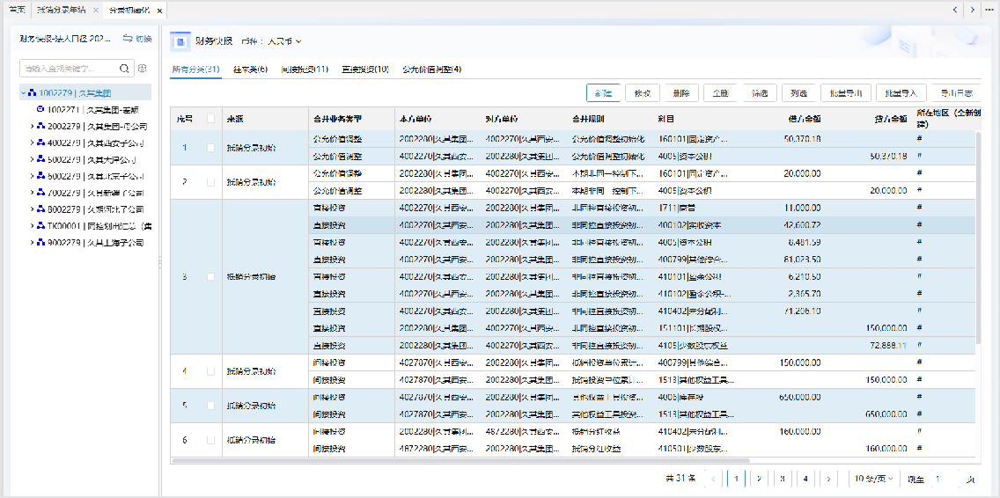 首页 抵销分录年结 × 分录初始化 ×
财务快报-法人口径 202... 切换
请输入查找关键字...
1002279 | 久其集团
1002271 | 久其集团-差额
2002279 | 久其集团-母公司
4002279 | 久其西安子公司
5002279 | 久其天津公司
6002279 | 久其北京子公司
7002279 | 久其新疆子公司
8002279 | 久期河北子公司
TK00001 | 同控划出汇总（集
9002279 | 久其上海子公司
财务快报 币种： 人民币
所有分类(31) 往来类(6) 间接投资(11) 直接投资(10) 公允价值调整(4)
新建 修改 删除 全删 筛选 列选 批量导出 批量导入 导出日志
序号 来源 合并业务类型 本方单位 对方单位 合并规则 科目 借方金额 贷方金额 所在地区（全新创建）
1 抵销分录初始 公允价值调整 2002280|久其集团... 4002270|久其西安... 公允价值调整初始化 160101|固定资产... 50,370.18 #
公允价值调整 4002270|久其西安... 2002280|久其集团... 公允价值调整初始化 4005|资本公积 50,370.18 #
2 抵销分录初始 公允价值调整 2002280|久其集团... 4002270|久其西安... 本期非同一控制下... 160101|固定资产... 20,000.00 #
公允价值调整 4002270|久其西安... 2002280|久其集团... 本期非同一控制下... 4005|资本公积 20,000.00 #
3 抵销分录初始 直接投资 4002270|久其西安... 2002280|久其集团... 非同控直接投资初... 1711|商誉 11,000.00 #
直接投资 4002270|久其西安... 2002280|久其集团... 非同控直接投资初... 400102|实收资本 42,600.72 #
直接投资 4002270|久其西安... 2002280|久其集团... 非同控直接投资初... 4005|资本公积 8,481.59 #
直接投资 4002270|久其西安... 2002280|久其集团... 非同控直接投资初... 400799|其他综合... 81,023.50 #
直接投资 4002270|久其西安... 2002280|久其集团... 非同控直接投资初... 410101|盈余公积 6,210.50 #
直接投资 4002270|久其西安... 2002280|久其集团... 非同控直接投资初... 410102|盈余公积-... 2,365.70 #
直接投资 4002270|久其西安... 2002280|久其集团... 非同控直接投资初... 410402|未分配利... 71,206.10 #
直接投资 2002280|久其集团... 4002270|久其西安... 非同控直接投资初... 151101|长期股权... 150,000.00 #
直接投资 2002280|久其集团... 4002270|久其西安... 非同控直接投资初... 4105|少数股东权益 72,888.11 #
4 抵销分录初始 间接投资 4027870|久其西安... 2002280|久其集团... 抵销投资单位累计... 400799|其他综合... 150,000.00 #
间接投资 4027870|久其西安... 2002280|久其集团... 抵销投资单位累计... 1513|其他权益工具... 150,000.00 #
5 抵销分录初始 间接投资 4027870|久其西安... 2002280|久其集团... 其他权益工具投资... 4006|库存股 650,000.00 #
间接投资 4027870|久其西安... 2002280|久其集团... 其他权益工具投资... 1513|其他权益工具... 650,000.00 #
6 抵销分录初始 间接投资 2002280|久其集团... 4872280|久其西安... 抵销分红收益 410402|未分配利... 160,000.00 #
间接投资 4872280|久其西安... 2002280|久其集团... 抵销分红收益 410501|少数股东... 160,000.00 #
共 31 条 1 2 3 4 10 条/页 跳至 1 页